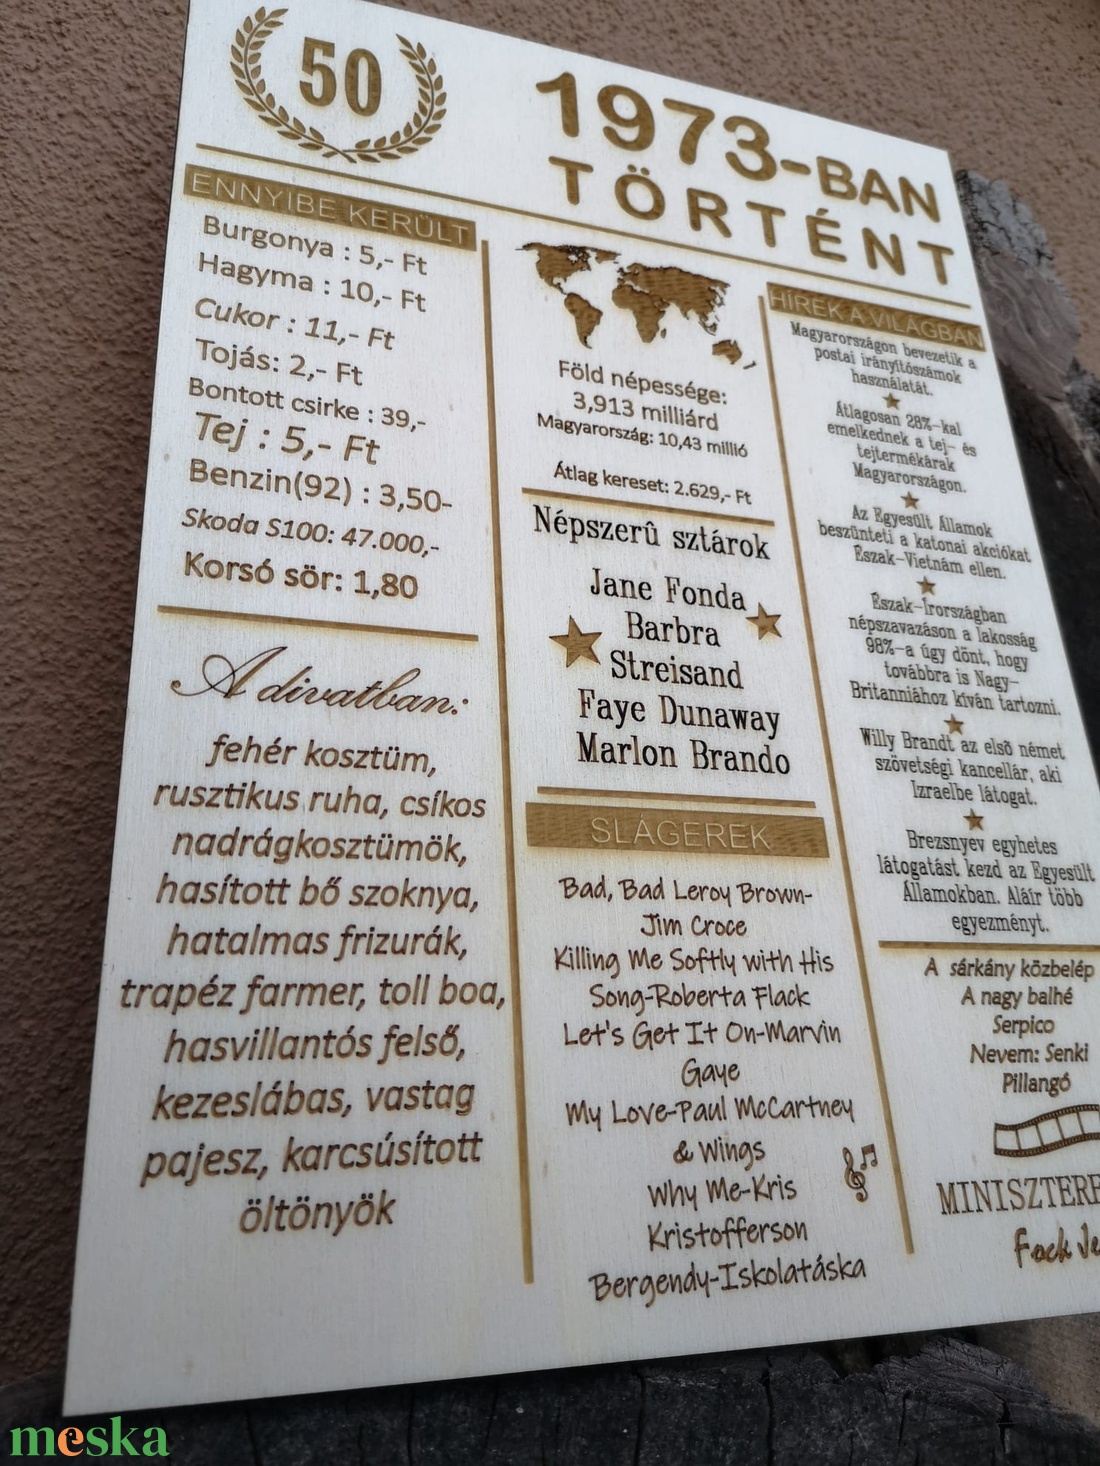 50
1973-BAN
TÖRTÉNT
ENNYIBE KERÜLT
Burgonya : 5,- Ft
Hagyma : 10,- Ft
Cukor : 11,- Ft
Tojás: 2,- Ft
Bontott csirke : 39,-
Tej : 5,- Ft
Benzin(92) : 3,50-
Skoda S100: 47.000,-
Korsó sör: 1,80
A divatban:
fehér kosztüm,
rusztikus ruha, csíkos
nadrágkosztümök,
hasított bő szoknya,
hatalmas frizurák,
trapéz farmer, toll boa,
hasvillantós felső,
kezeslábas, vastag
pajesz, karcsúsított
öltönyök
Föld népessége:
3,913 milliárd
Magyarország: 10,43 millió
Átlag kereset: 2.629,- Ft
Népszerû sztárok
Jane Fonda
Barbra
Streisand
Faye Dunaway
Marlon Brando
SLÁGEREK
Bad, Bad Leroy Brown-
Jim Croce
Killing Me Softly with His
Song-Roberta Flack
Let's Get It On-Marvin
Gaye
My Love-Paul McCartney
& Wings
Why Me-Kris
Kristofferson
Bergendy-Iskolatáska
HÍREK A VILÁGBAN
Magyarországon bevezetik a
postai irányítószámok
használatát.
Átlagosan 28%-kal
emelkednek a tej- és
tejtermékárak
Magyarországon.
Az Egyesült Államok
beszünteti a katonai akciókat
Észak-Vietnám ellen.
Észak-Írországban
népszavazáson a lakosság
98%-a úgy dönt, hogy
továbbra is Nagy-
Britanniához kíván tartozni.
Willy Brandt az elsõ német
szövetségi kancellár, aki
Izraelbe látogat.
Brezsnyev egyhetes
látogatást kezd az Egyesült
Államokban. Aláír több
egyezményt.
A sárkány közbelép
A nagy balhé
Serpico
Nevem: Senki
Pillangó
MINISZTERE
Fock Je
meska